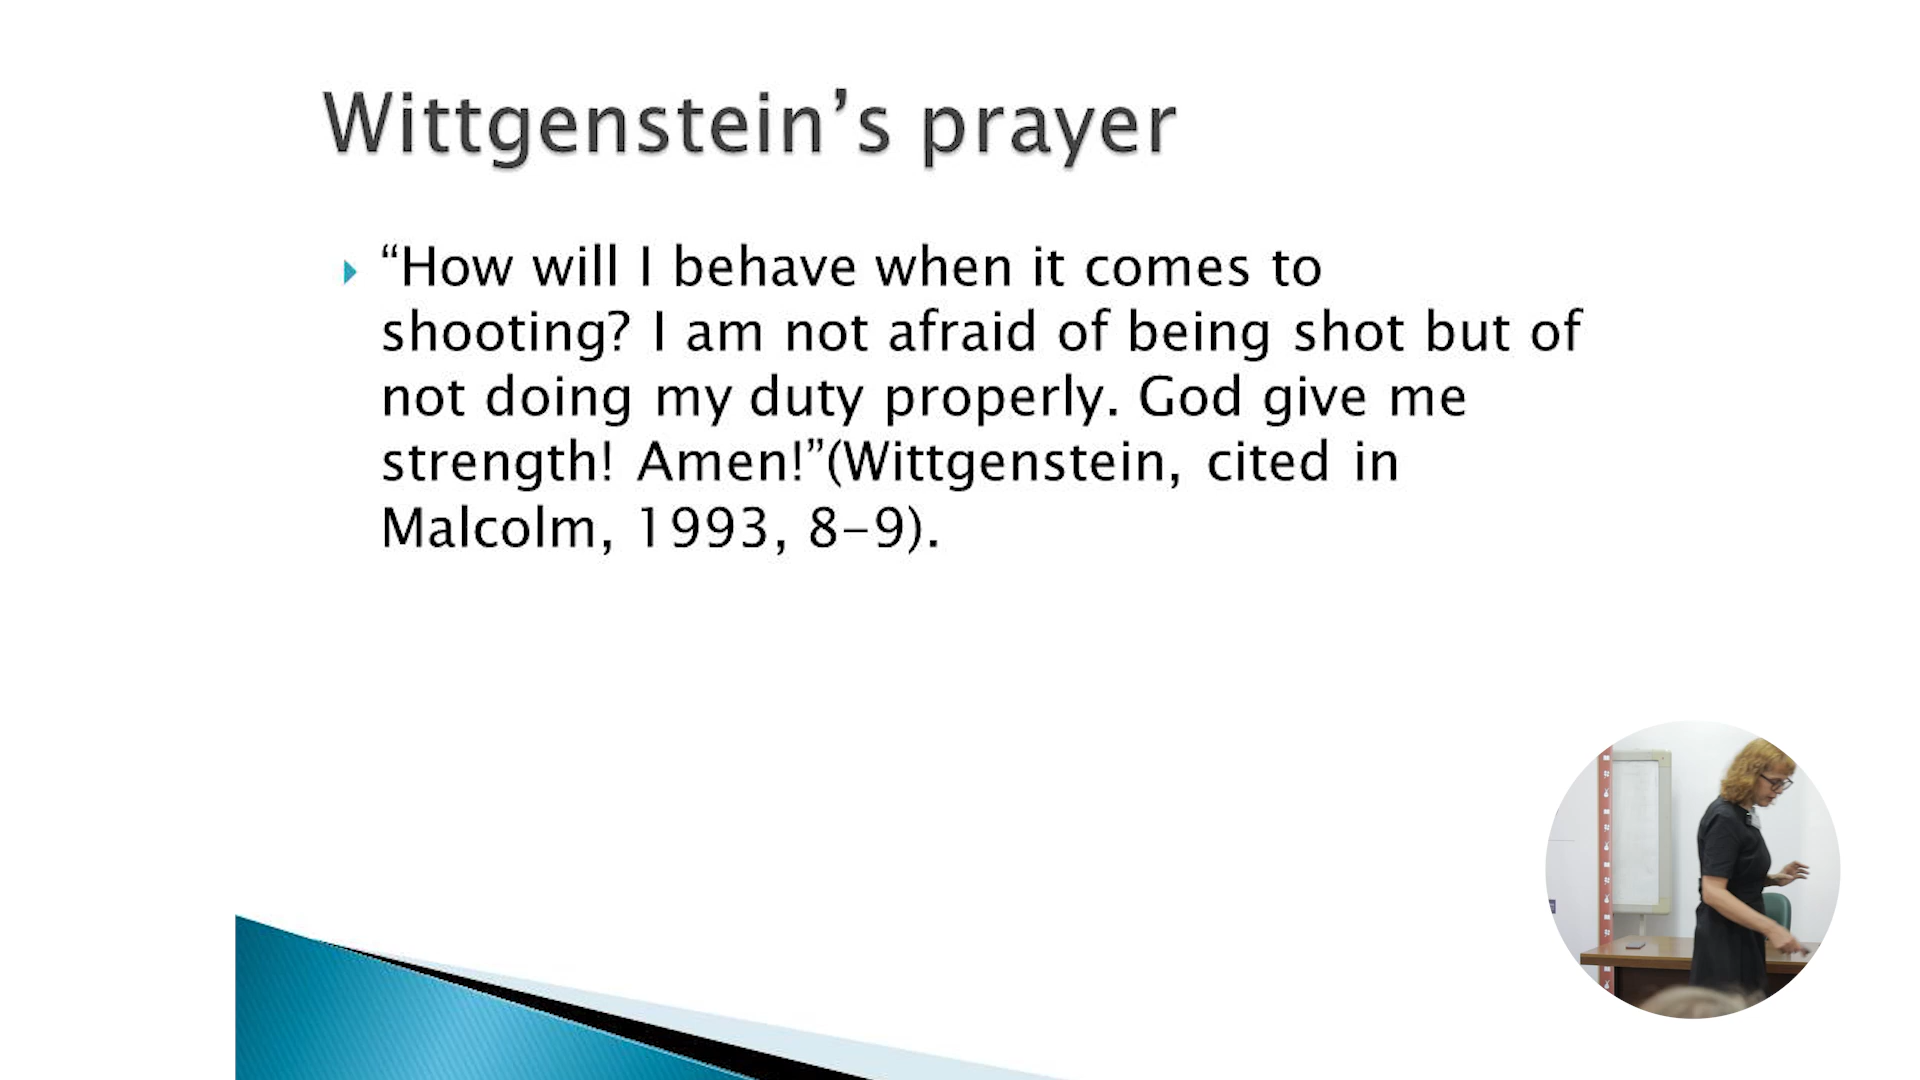 Wittgenstein’s prayer
“How will I behave when it comes to
shooting? I am not afraid of being shot but of
not doing my duty properly. God give me
strength! Amen!”(Wittgenstein, cited in
Malcolm, 1993, 8–9).